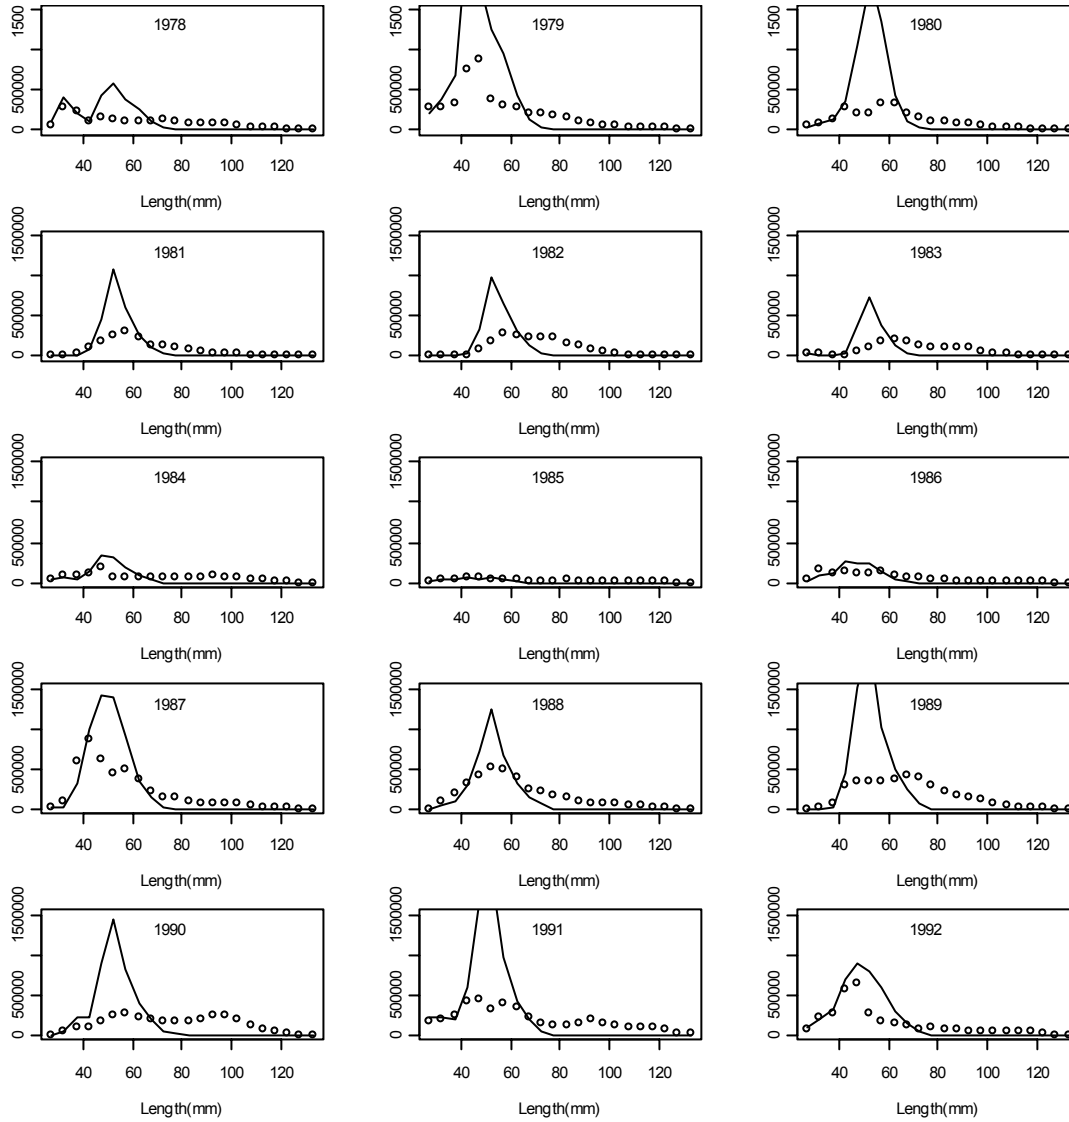 1978 1979 1980
0 500000 1500 0 500000 1500 0 500000 1500
40 60 80 100 120 40 60 80 100 120 40 60 80 100 120
Length(mm) Length(mm) Length(mm)
1981 1982 1983
0 500000 1500000 0 500000 1500000 0 500000 1500000
40 60 80 100 120 40 60 80 100 120 40 60 80 100 120
Length(mm) Length(mm) Length(mm)
1984 1985 1986
0 500000 1500000 0 500000 1500000 0 500000 1500000
40 60 80 100 120 40 60 80 100 120 40 60 80 100 120
Length(mm) Length(mm) Length(mm)
1987 1988 1989
0 500000 1500000 0 500000 1500000 0 500000 1500000
40 60 80 100 120 40 60 80 100 120 40 60 80 100 120
Length(mm) Length(mm) Length(mm)
1990 1991 1992
0 500000 1500000 0 500000 1500000 0 500000 1500000
40 60 80 100 120 40 60 80 100 120 40 60 80 100 120
Length(mm) Length(mm) Length(mm)